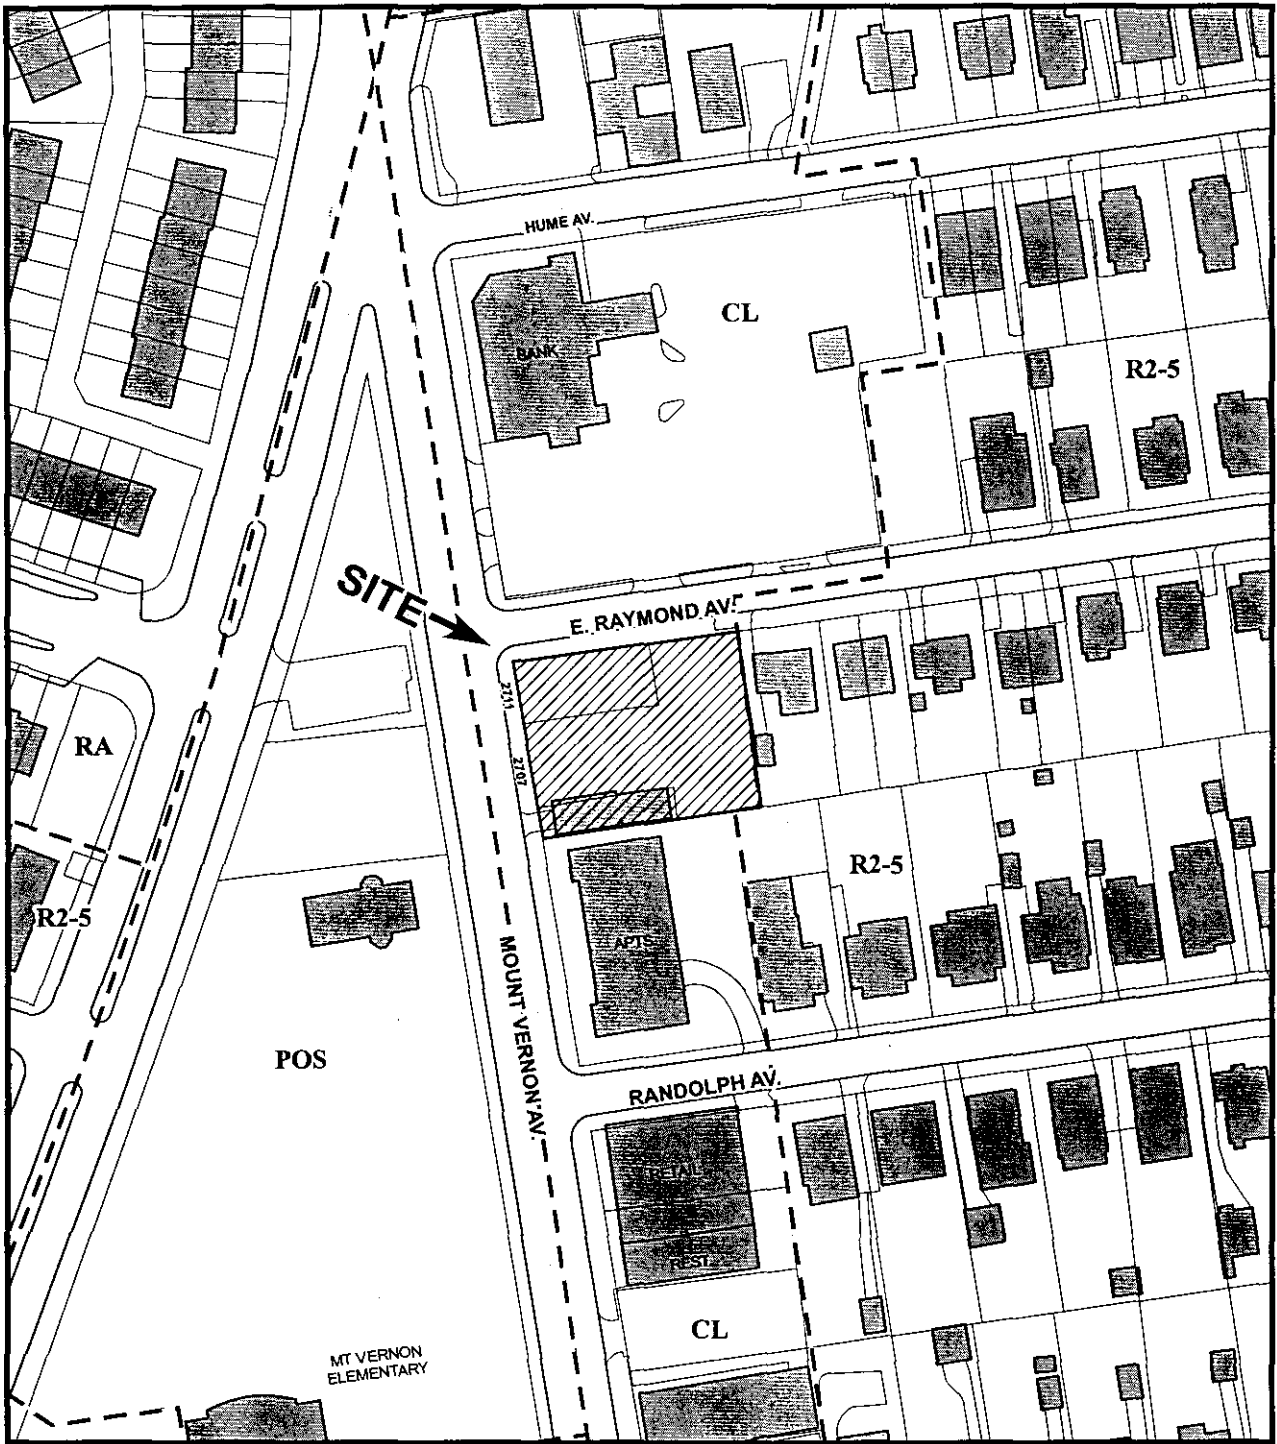 HUME AV.
CL
BANK
R2-5
SITE
E. RAYMOND AV.
2711
2707
RA
R2-5
R2-5
APTS
MOUNT VERNON AV.
POS
RANDOLPH AV.
RETAIL
REST
CL
MT VERNON
ELEMENTARY